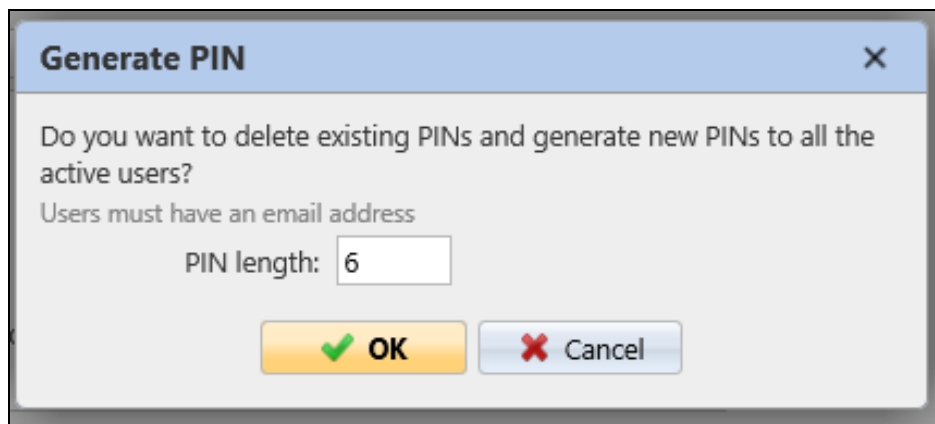 Generate PIN
Do you want to delete existing PINs and generate new PINs to all the
active users?
Users must have an email address
PIN length: 6
OK Cancel